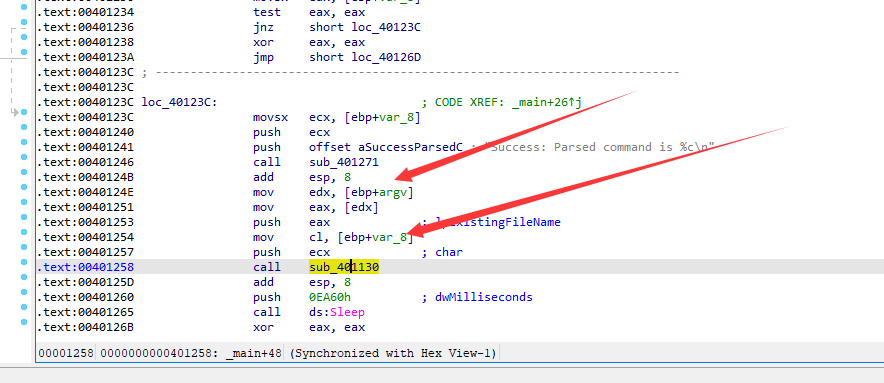 .text:00401234 test eax, eax
.text:00401236 jnz short loc_40123C
.text:00401238 xor eax, eax
.text:0040123A jmp short loc_40126D
.text:0040123C ; ---------------------------------------------------------------------------
.text:0040123C
.text:0040123C loc_40123C: ; CODE XREF: _main+26↑j
.text:0040123C movsx ecx, [ebp+var_8]
.text:00401240 push ecx
.text:00401241 push offset aSuccessParsedC ; "Success: Parsed command is %c\n"
.text:00401246 call sub_401271
.text:0040124B add esp, 8
.text:0040124E mov edx, [ebp+argv]
.text:00401251 mov eax, [edx]
.text:00401253 push eax ; lpExistingFileName
.text:00401254 mov cl, [ebp+var_8]
.text:00401257 push ecx ; char
.text:00401258 call sub_401130
.text:0040125D add esp, 8
.text:00401260 push 0EA60h ; dwMilliseconds
.text:00401265 call ds:Sleep
.text:0040126B xor eax, eax
00001258 0000000000401258: _main+48 (Synchronized with Hex View-1)